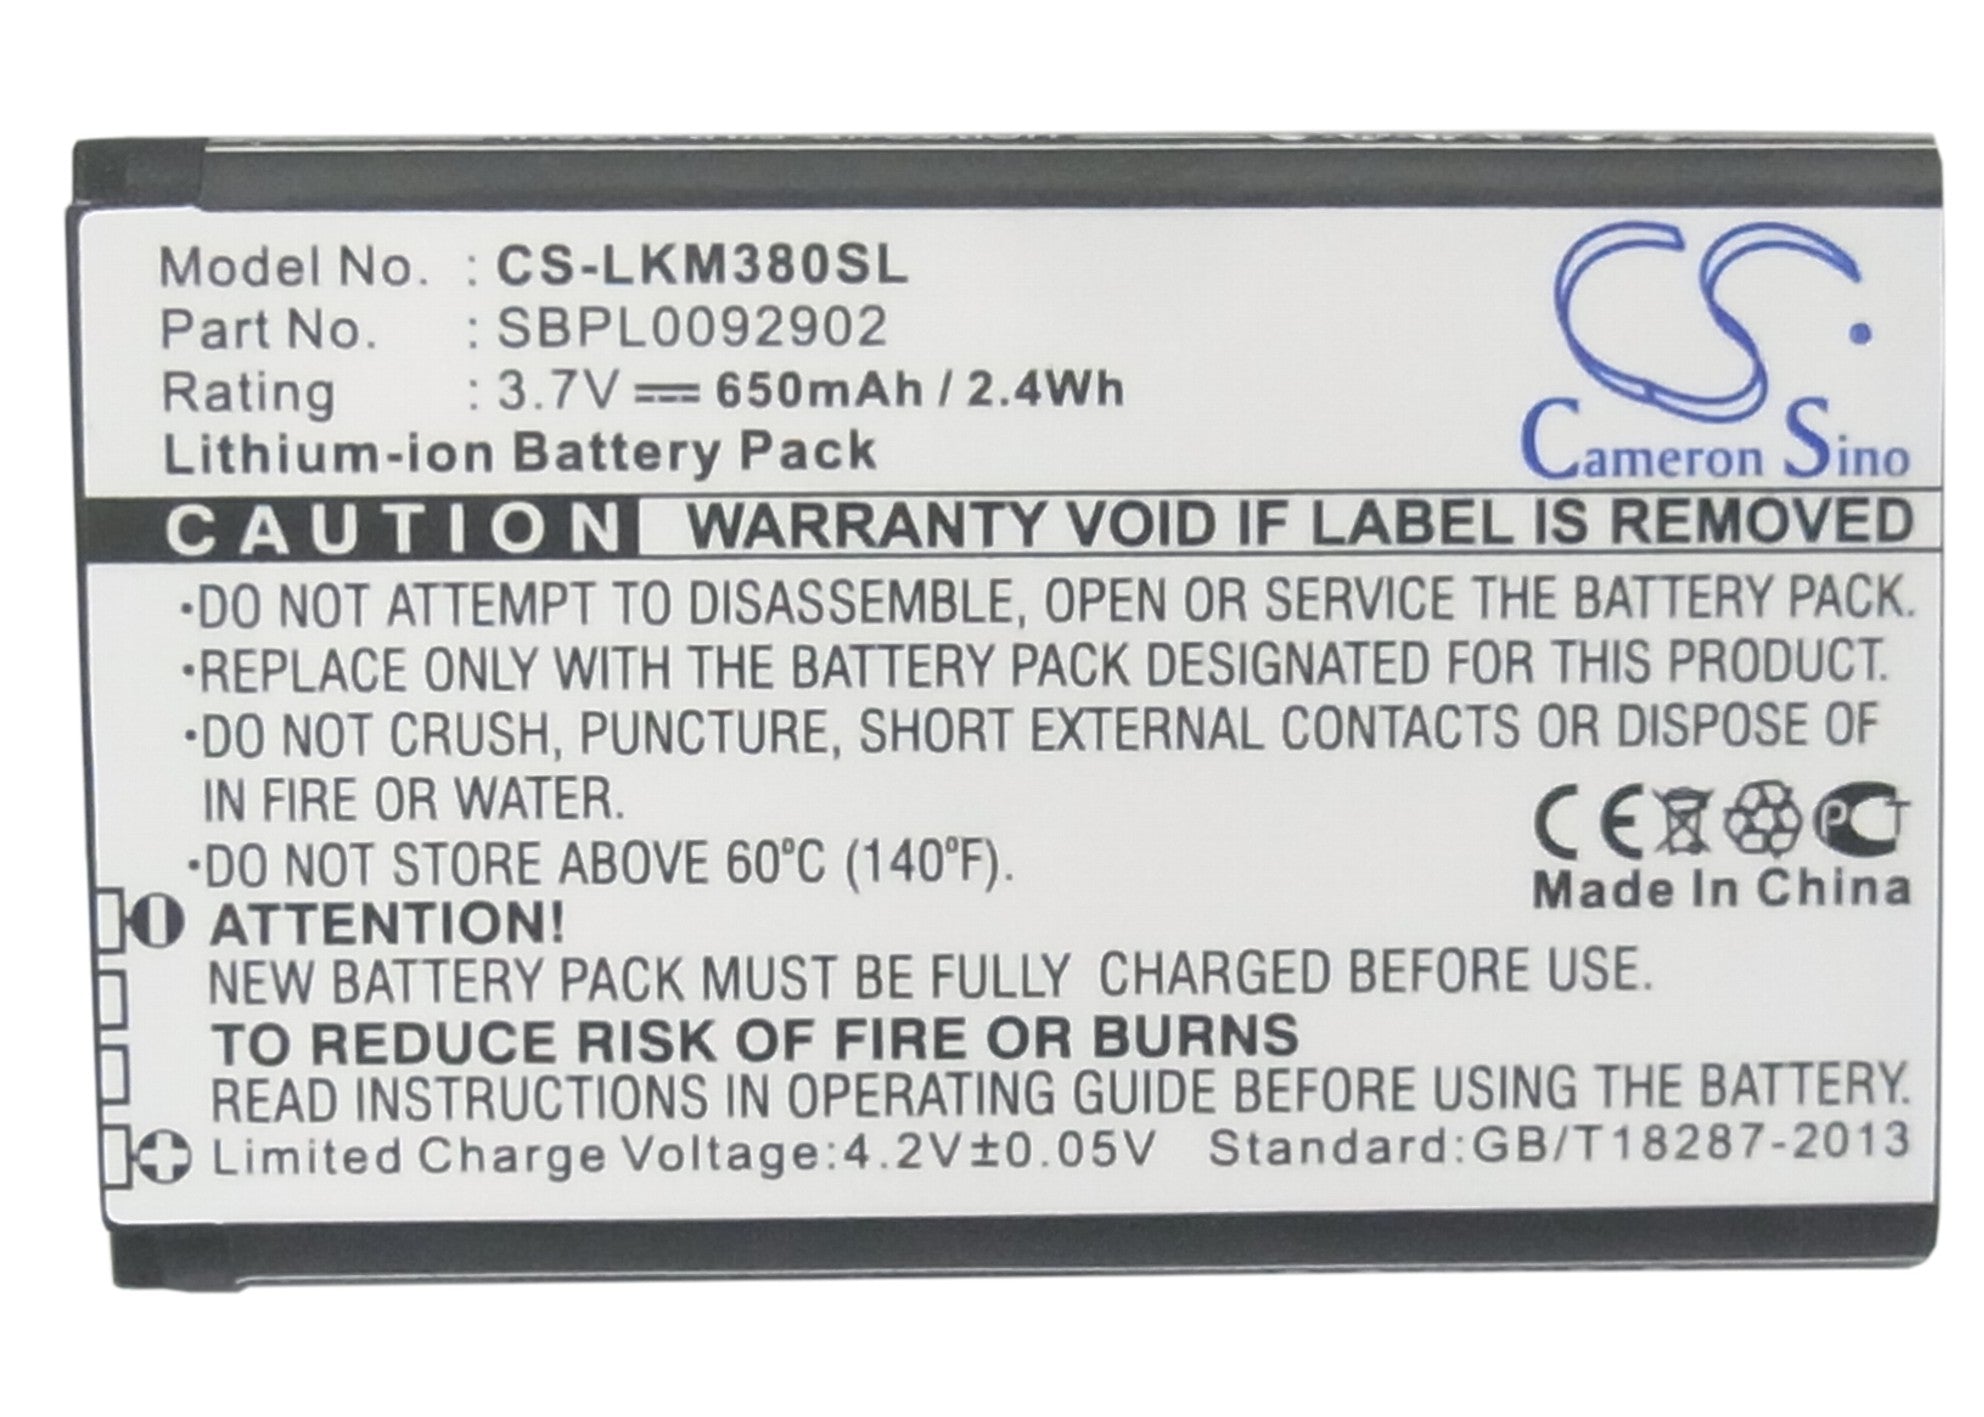 Model No. : CS-LKM380SL
Part No. : SBPL0092902
Rating : 3.7V 650mAh / 2.4Wh
Lithium-ion Battery Pack
CS
Cameron Sino
CAUTION WARRANTY VOID IF LABEL IS REMOVED
·DO NOT ATTEMPT TO DISASSEMBLE, OPEN OR SERVICE THE BATTERY PACK.
·REPLACE ONLY WITH THE BATTERY PACK DESIGNATED FOR THIS PRODUCT.
·DO NOT CRUSH, PUNCTURE, SHORT EXTERNAL CONTACTS OR DISPOSE OF
IN FIRE OR WATER.
·DO NOT STORE ABOVE 60°C (140°F).
CE PCT
Made In China
ATTENTION!
NEW BATTERY PACK MUST BE FULLY CHARGED BEFORE USE.
TO REDUCE RISK OF FIRE OR BURNS
READ INSTRUCTIONS IN OPERATING GUIDE BEFORE USING THE BATTERY.
Limited Charge Voltage:4.2V±0.05V Standard:GB/T18287-2013